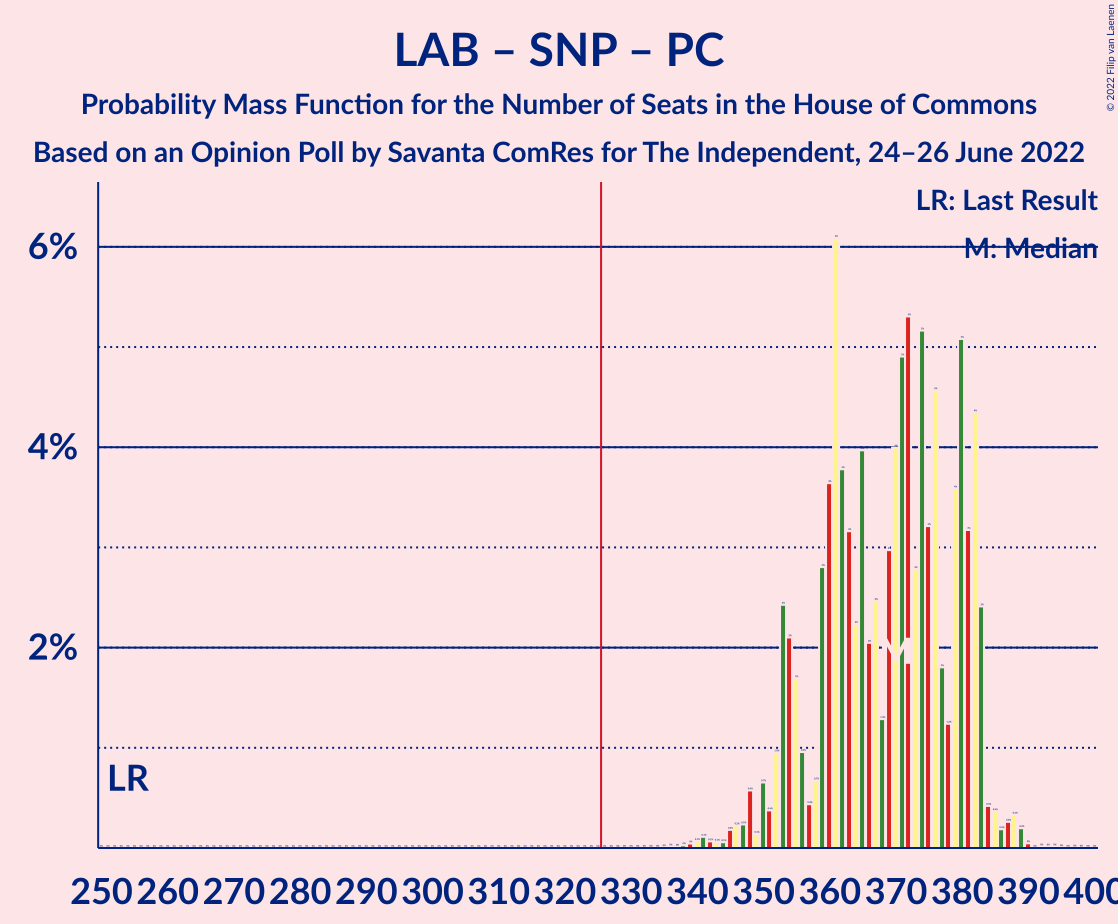 LAB – SNP – PC
Probability Mass Function for the Number of Seats in the House of Commons
Based on an Opinion Poll by Savanta ComRes for The Independent, 24–26 June 2022
© 2022 Filip van Laenen
LR: Last Result
M: Median
6%
4%
2%
LR
M
250 260 270 280 290 300 310 320 330 340 350 360 370 380 390 400